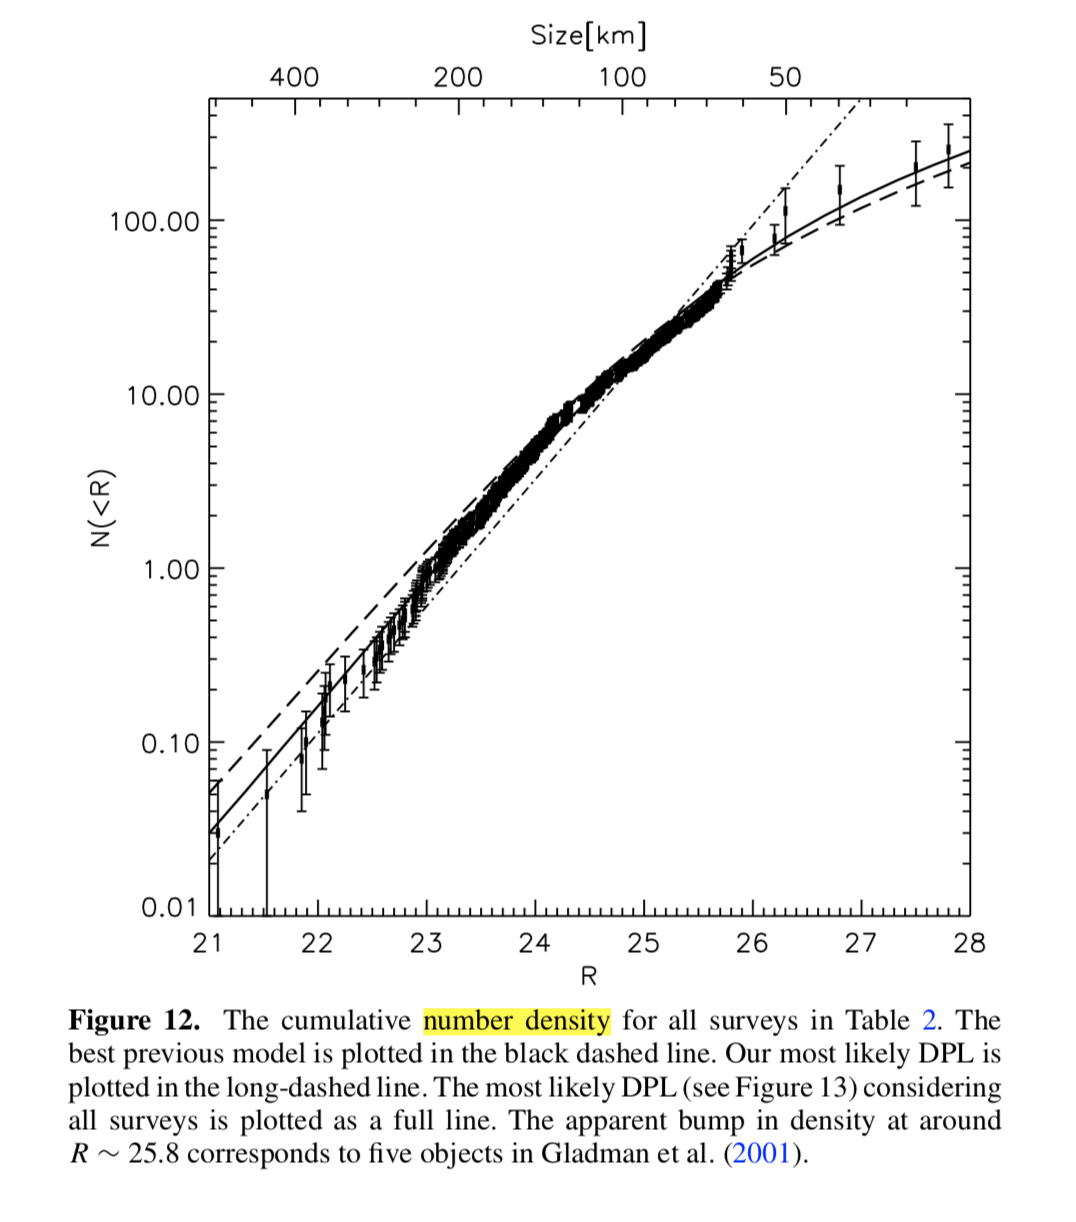 Size[km]
400 200 100 50
100.00
10.00
1.00
0.10
0.01
N(<R)
21 22 23 24 25 26 27 28
R
Figure 12. The cumulative number density for all surveys in Table 2. The
best previous model is plotted in the black dashed line. Our most likely DPL is
plotted in the long-dashed line. The most likely DPL (see Figure 13) considering
all surveys is plotted as a full line. The apparent bump in density at around
R ∼ 25.8 corresponds to five objects in Gladman et al. (2001).